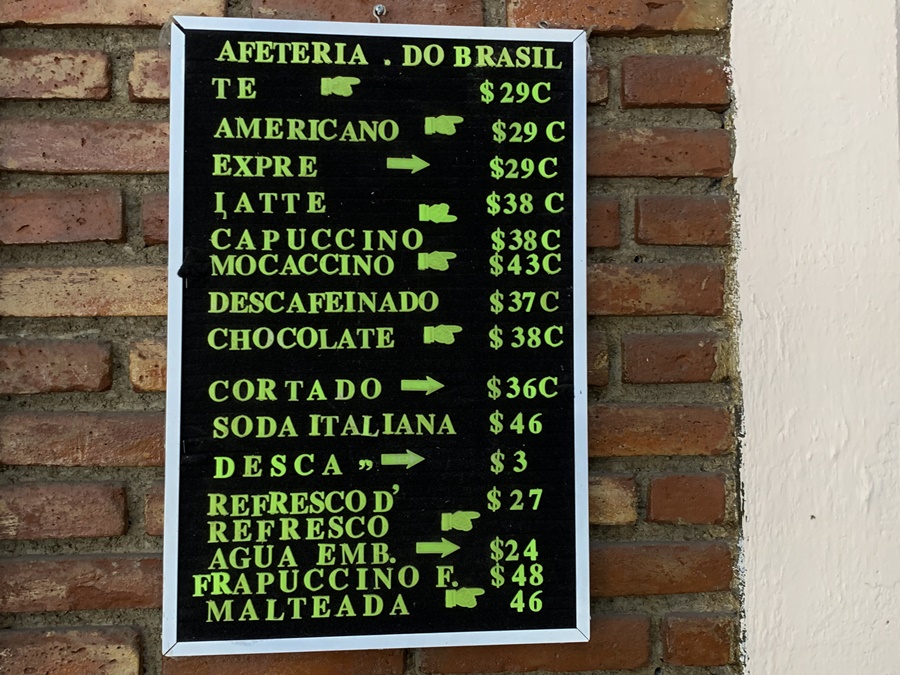 AFETERIA . DO BRASIL
TE $29C
AMERICANO $29 C
EXPRE $29C
LATTE $38 C
CAPUCCINO $38C
MOCACCINO $43C
DESCAFEINADO $37C
CHOCOLATE $38C
CORTADO $36C
SODA ITALIANA $46
DESCA " $3
REFRESCO D' $27
REFRESCO
AGUA EMB. $24
FRAPUCCINO F. $48
MALTEADA 46